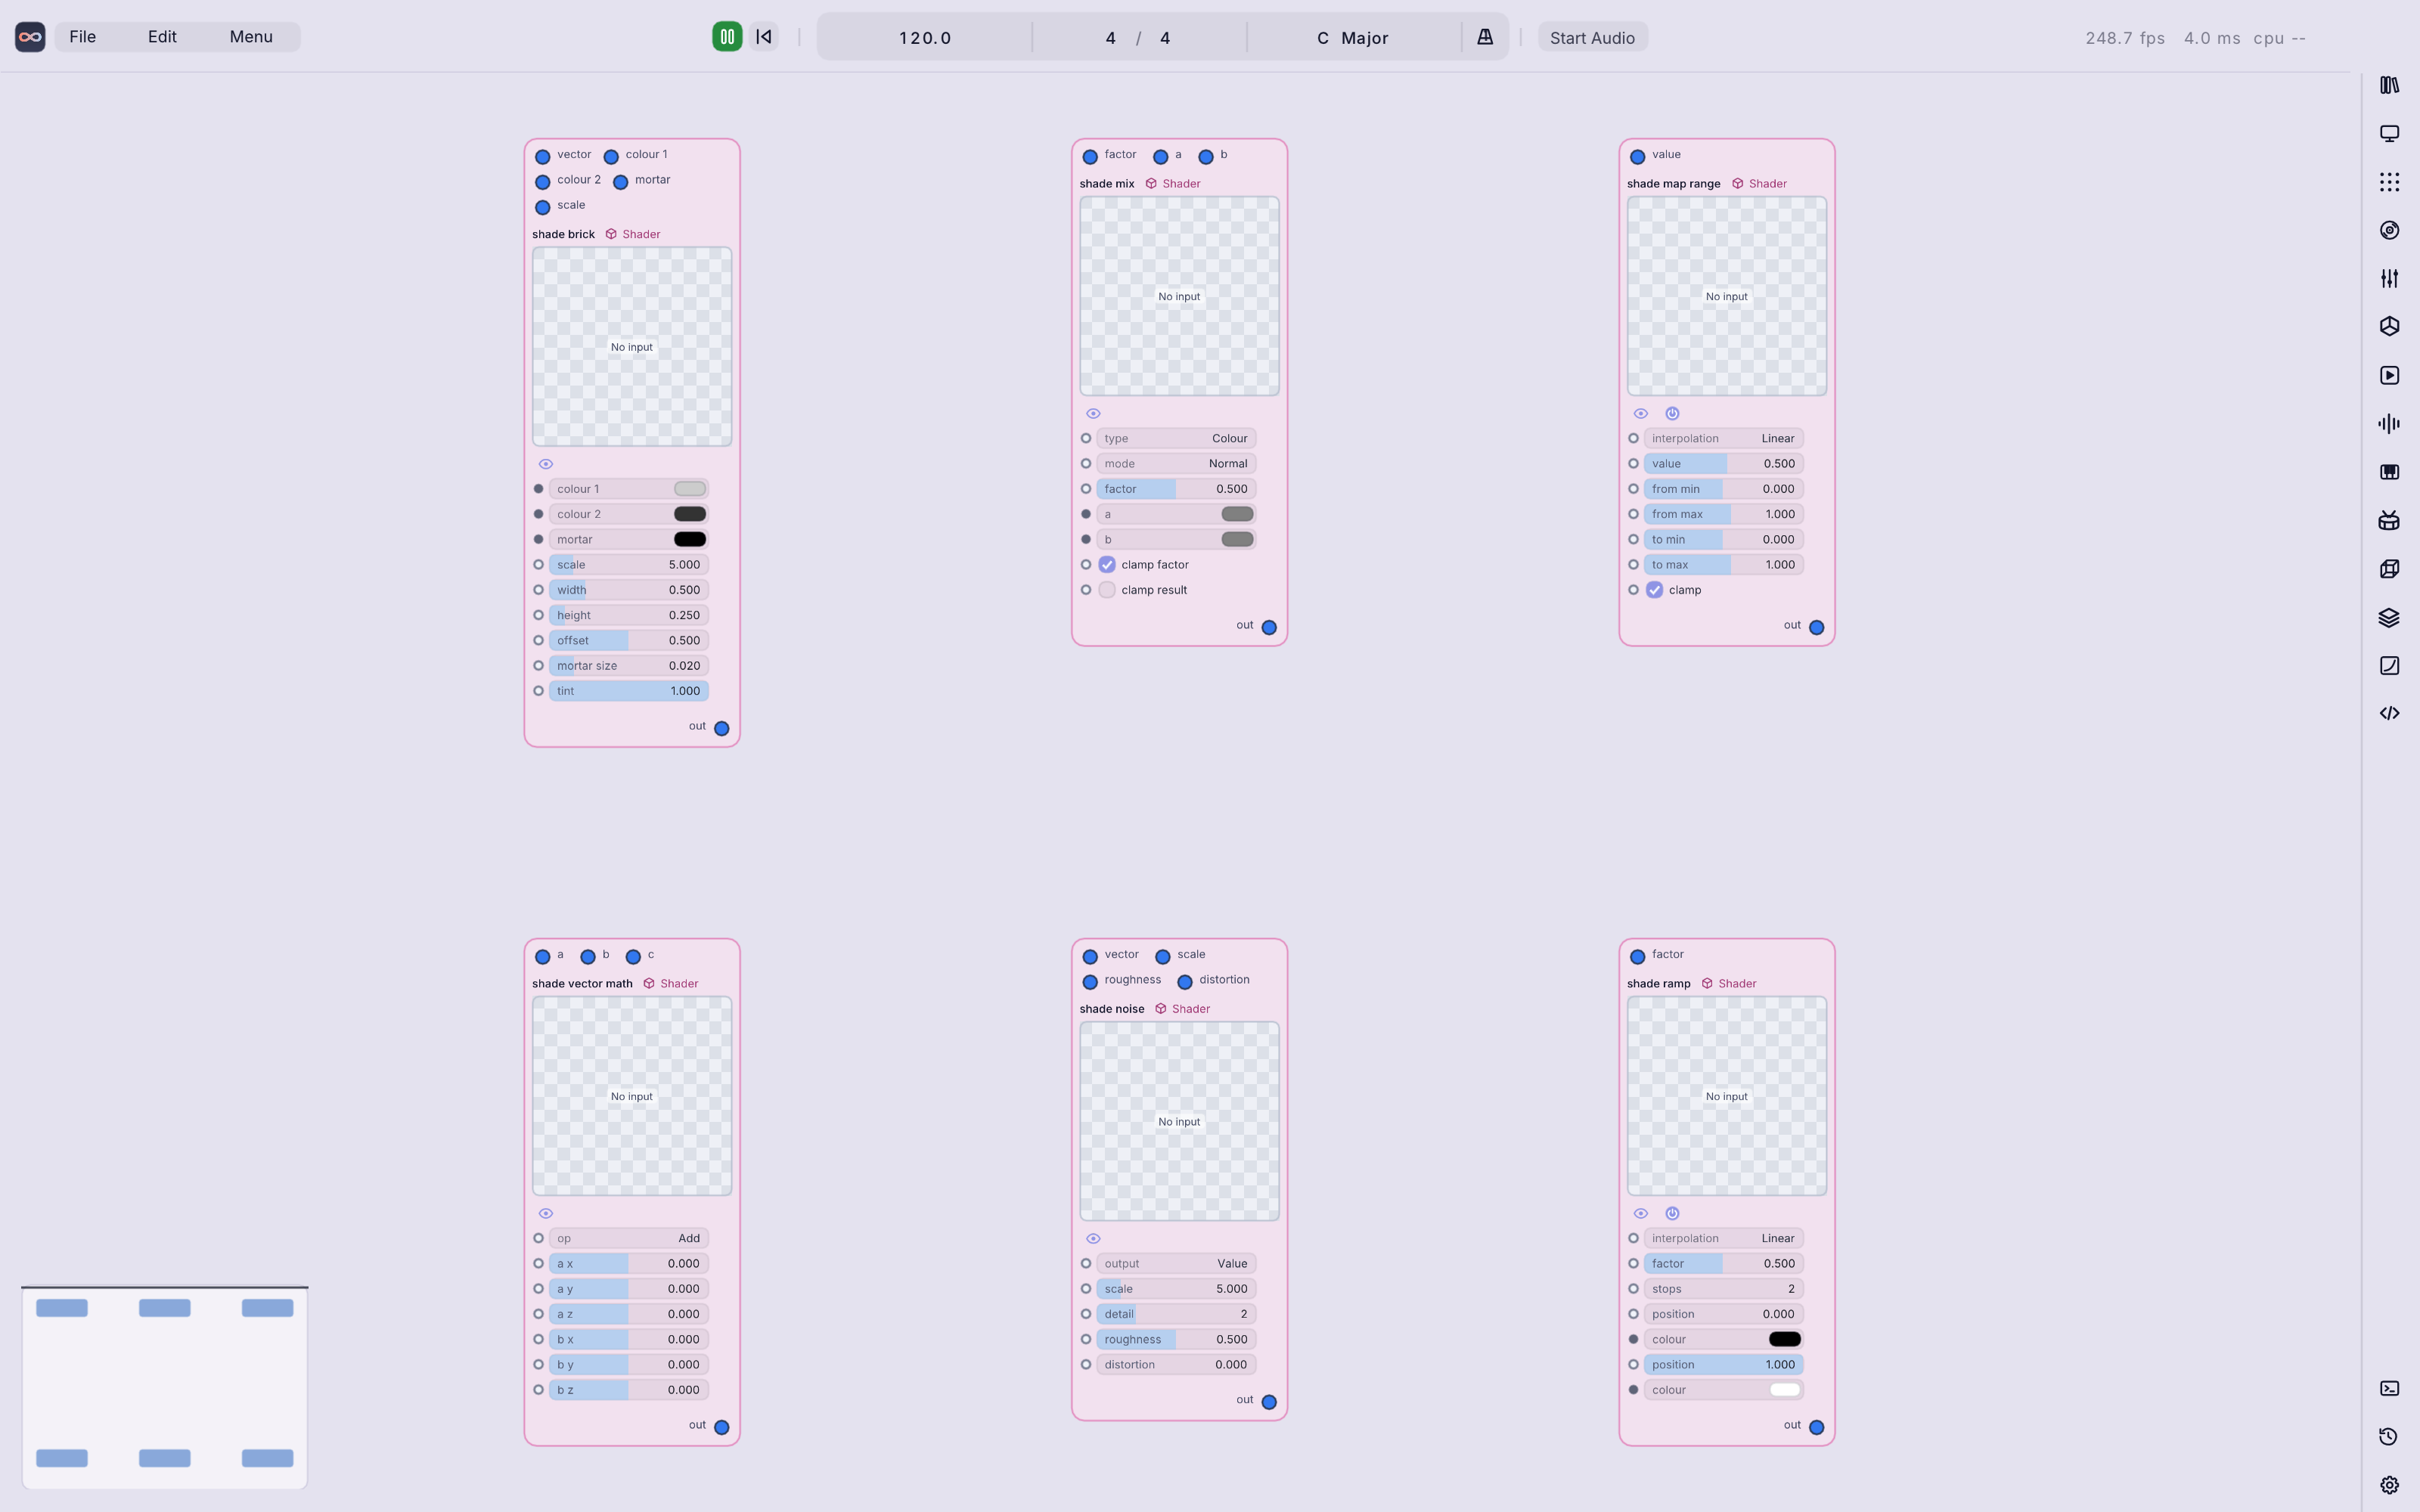 File Edit Menu
120.0 4 / 4 C Major Start Audio
248.7 fps 4.0 ms cpu --
vector colour 1
colour 2 mortar
scale
shade brick Shader
No input
colour 1
colour 2
mortar
scale 5.000
width 0.500
height 0.250
offset 0.500
mortar size 0.020
tint 1.000
out
factor a b
shade mix Shader
No input
type Colour
mode Normal
factor 0.500
a
b
clamp factor
clamp result
out
value
shade map range Shader
No input
interpolation Linear
value 0.500
from min 0.000
from max 1.000
to min 0.000
to max 1.000
clamp
out
a b c
shade vector math Shader
No input
op Add
a x 0.000
a y 0.000
a z 0.000
b x 0.000
b y 0.000
b z 0.000
out
vector scale
roughness distortion
shade noise Shader
No input
output Value
scale 5.000
detail 2
roughness 0.500
distortion 0.000
out
factor
shade ramp Shader
No input
interpolation Linear
factor 0.500
stops 2
position 0.000
colour
position 1.000
colour
out